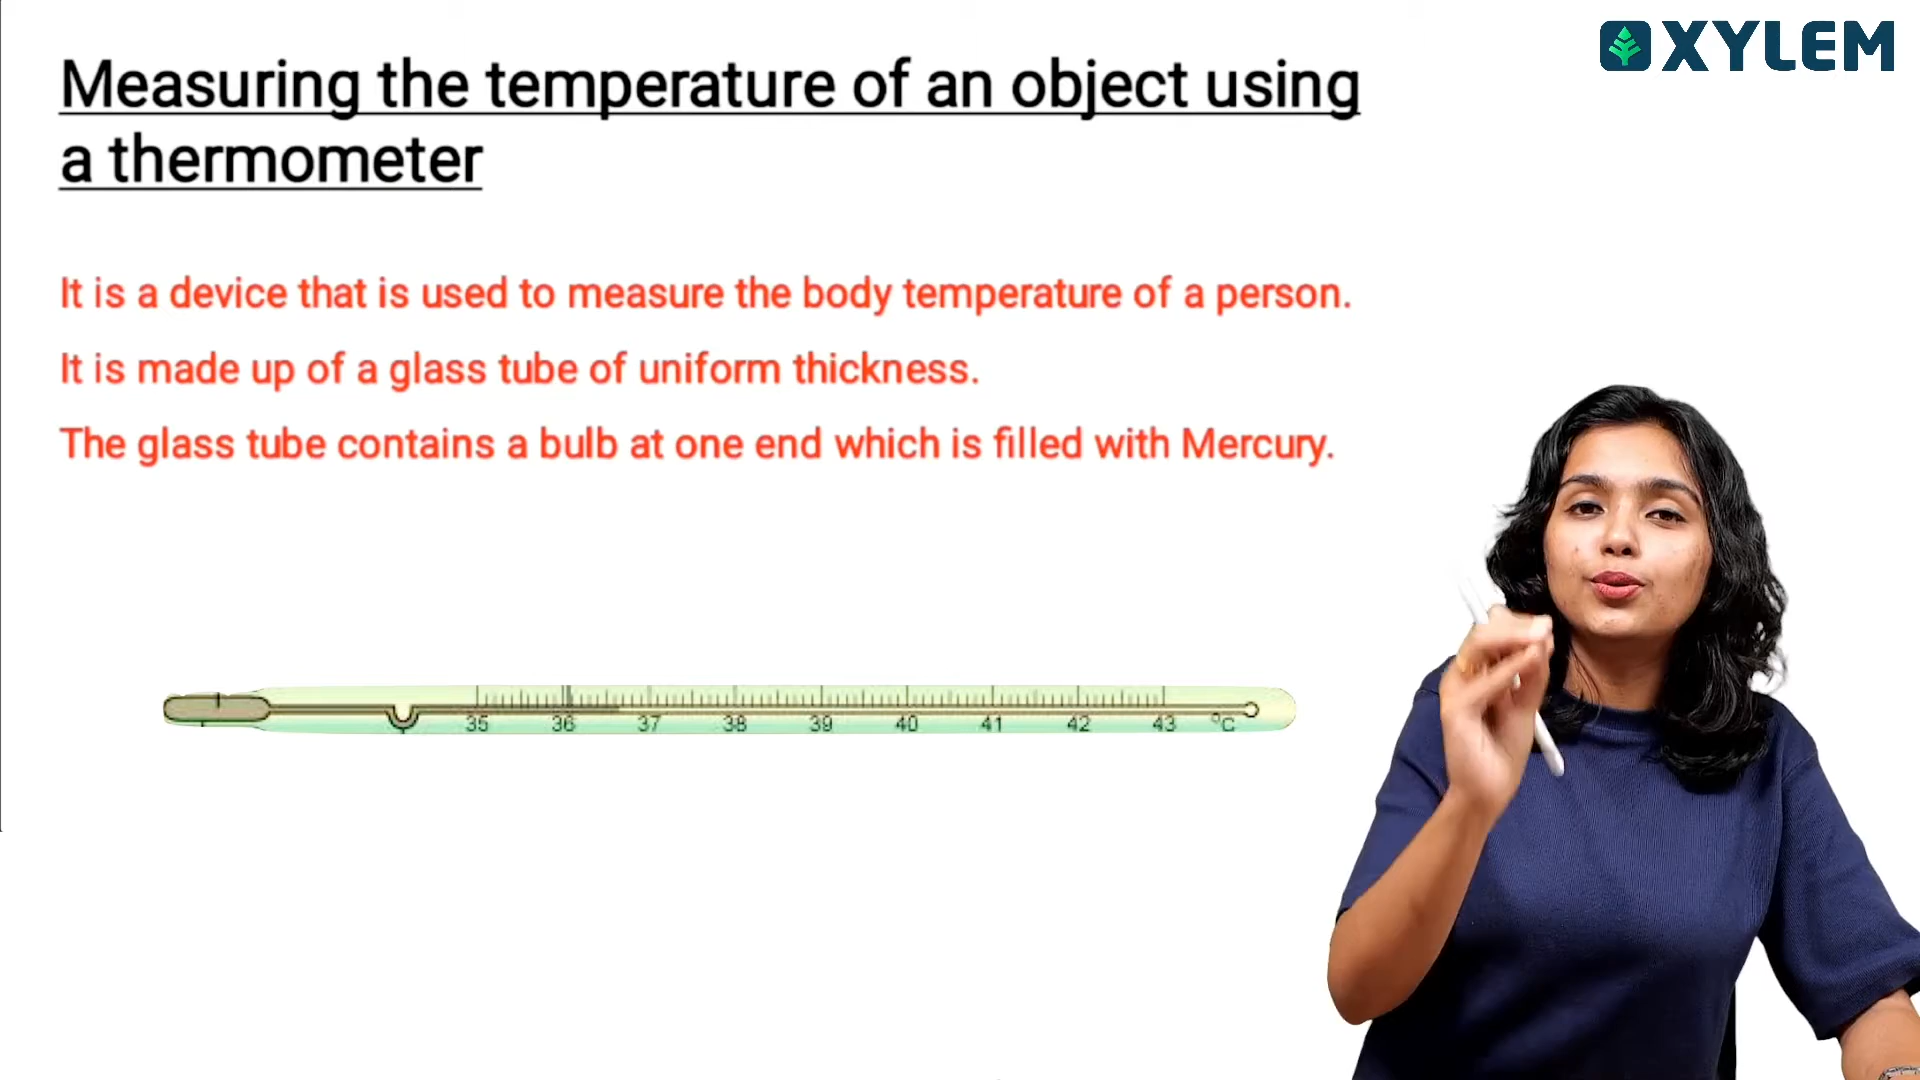 XYLEM
Measuring the temperature of an object using
a thermometer
It is a device that is used to measure the body temperature of a person.
It is made up of a glass tube of uniform thickness.
The glass tube contains a bulb at one end which is filled with Mercury.
35 36 37 38 39 40 41 42 43 °C